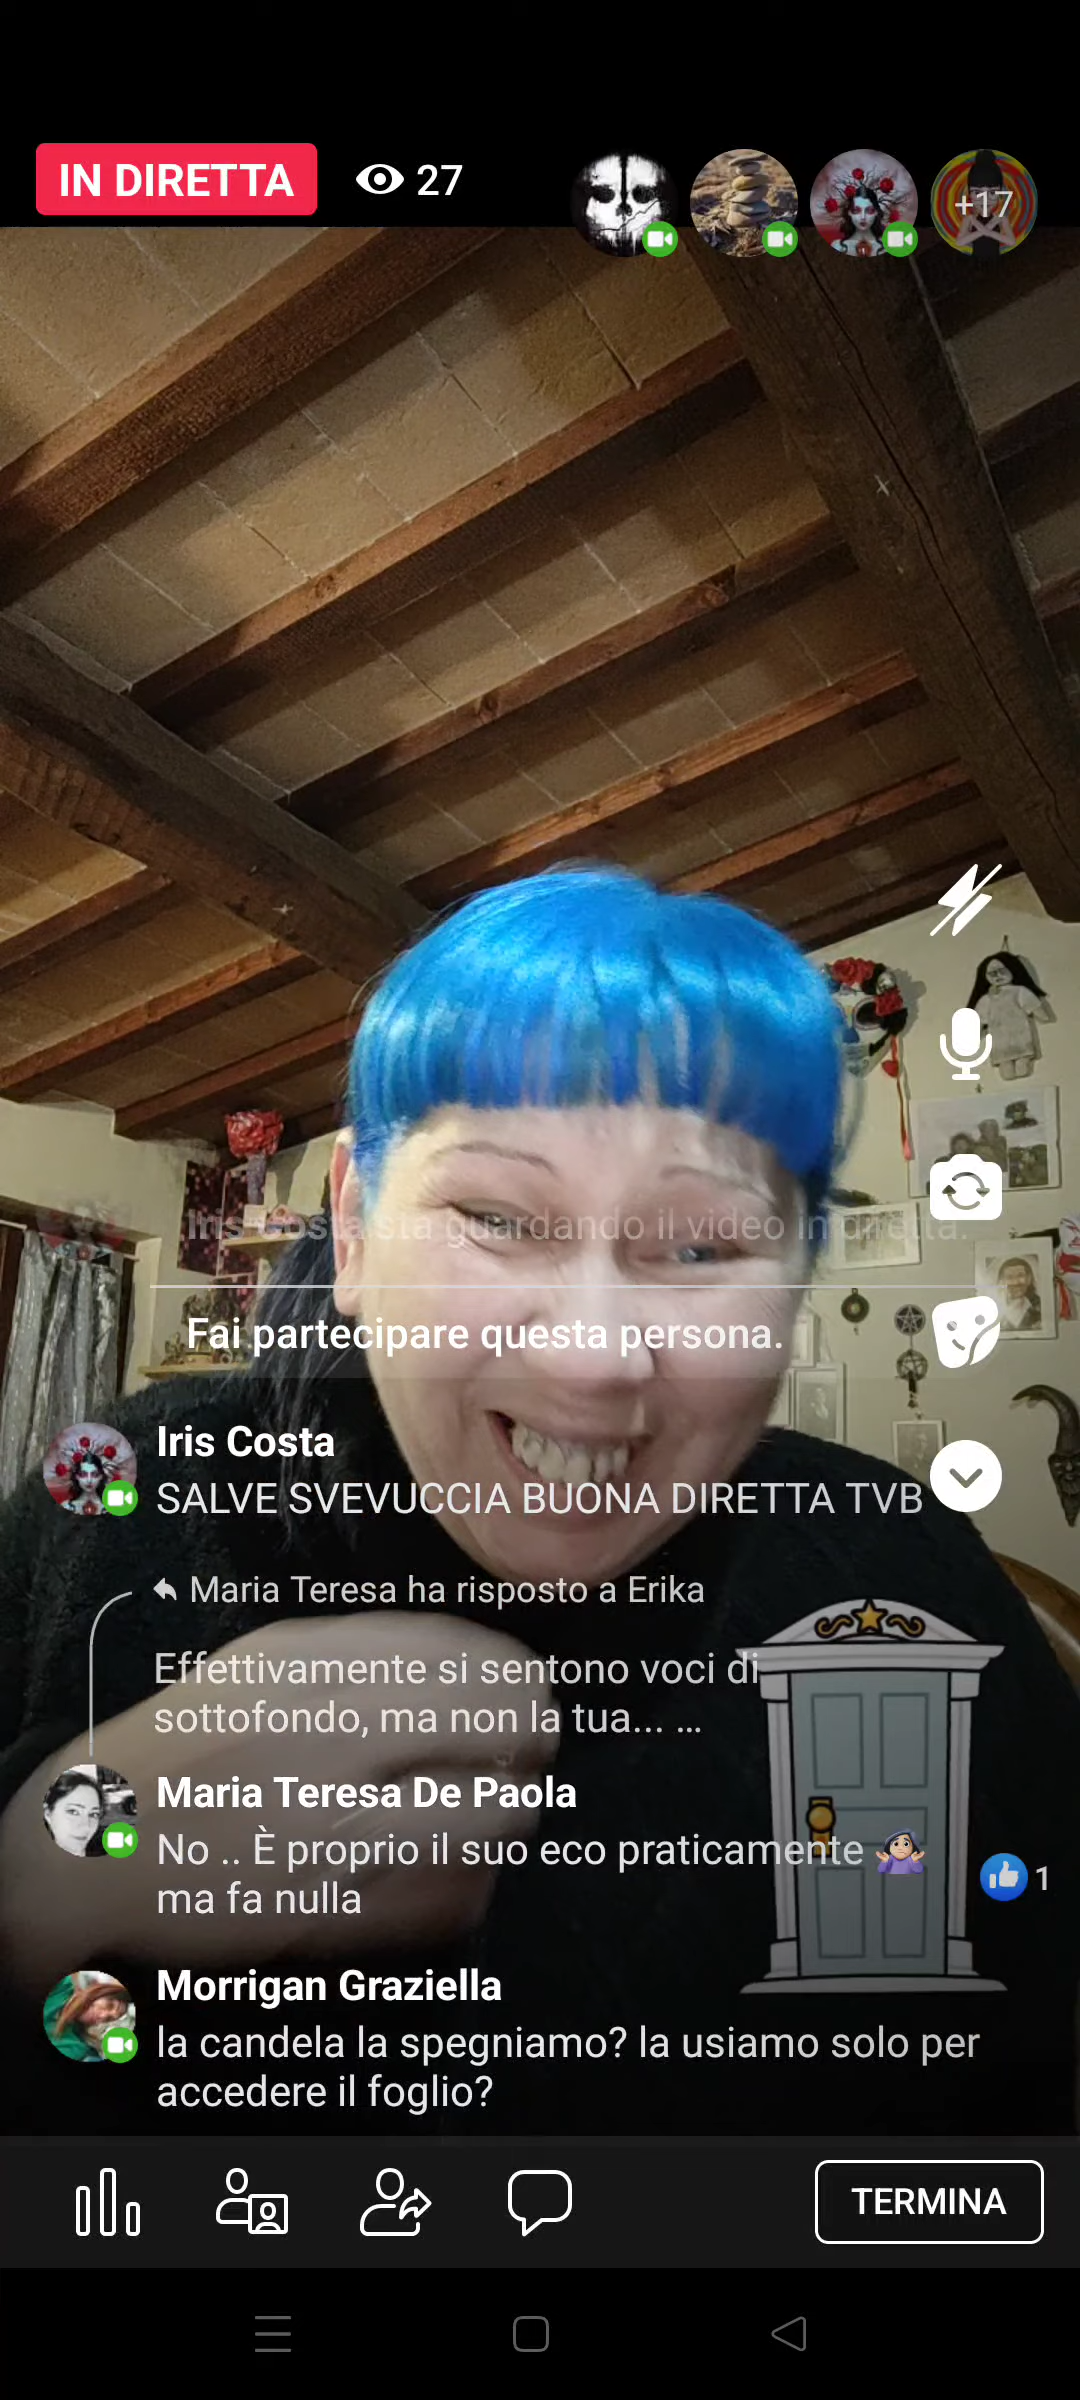 IN DIRETTA
27
+17
Iris Costa sta guardando il video in diretta.
Fai partecipare questa persona.
Iris Costa
SALVE SVEVUCCIA BUONA DIRETTA TVB
Maria Teresa ha risposto a Erika
Effettivamente si sentono voci di
sottofondo, ma non la tua... ...
Maria Teresa De Paola
No .. È proprio il suo eco praticamente 🤷🏻‍♀️
ma fa nulla
1
Morrigan Graziella
la candela la spegniamo? la usiamo solo per
accedere il foglio?
TERMINA